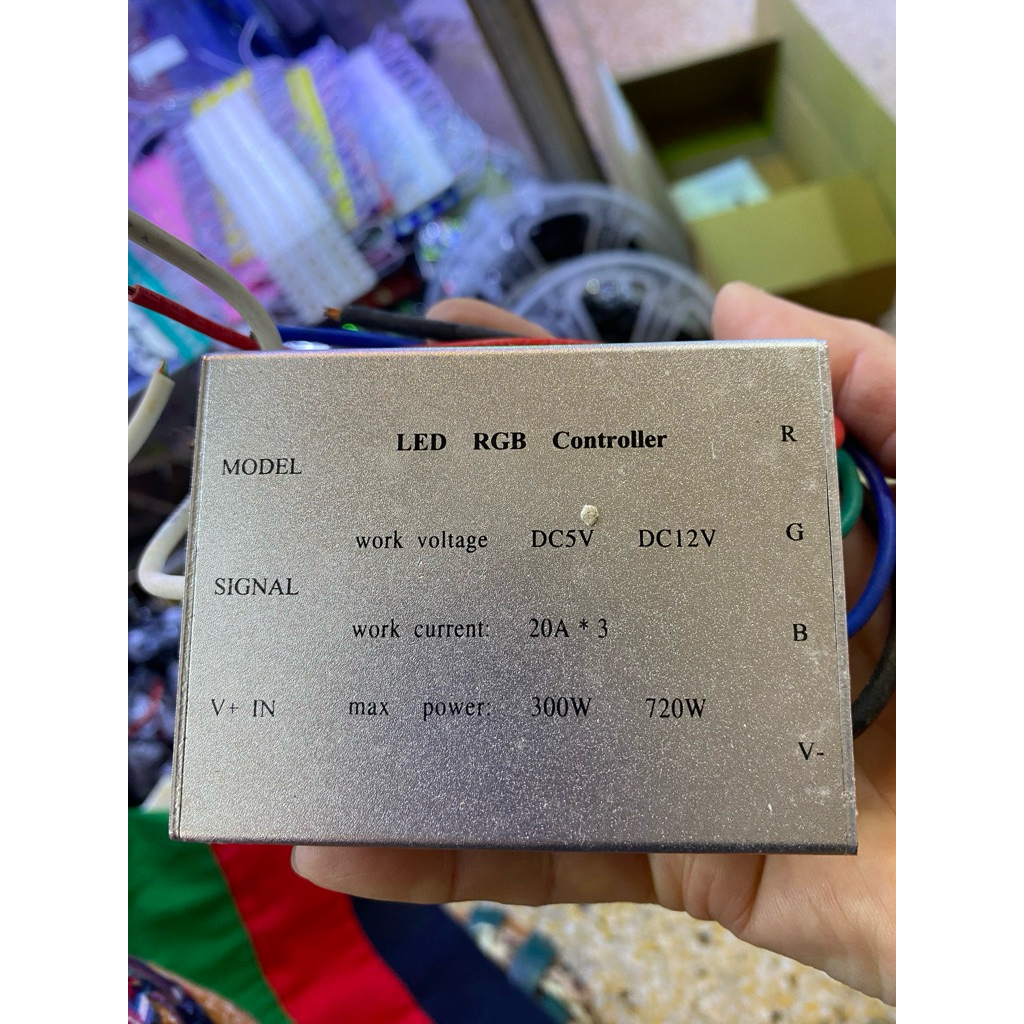 LED RGB Controller
R
MODEL
work voltage DC5V DC12V
G
SIGNAL
work current: 20A * 3
B
V+ IN
max power: 300W 720W
V-